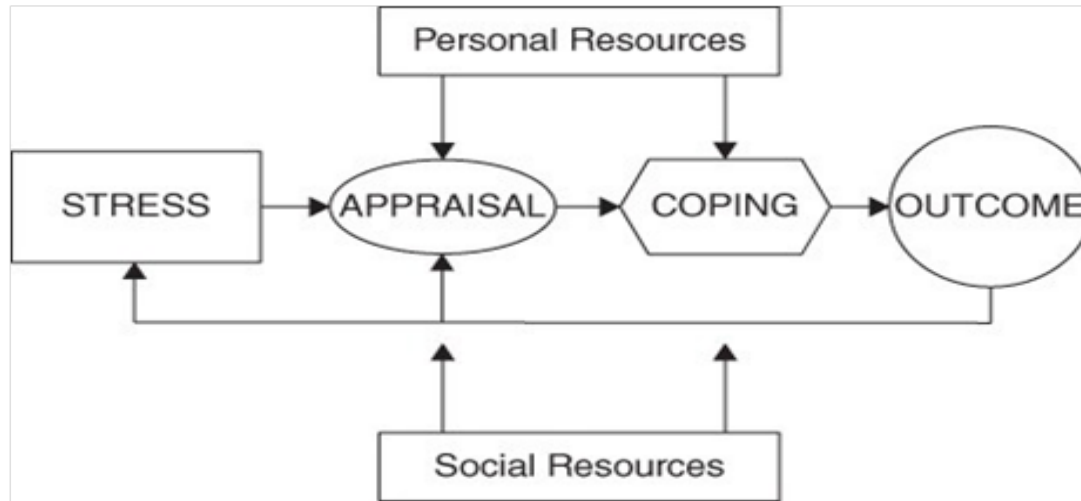 Personal Resources
STRESS
APPRAISAL
COPING
OUTCOME
Social Resources